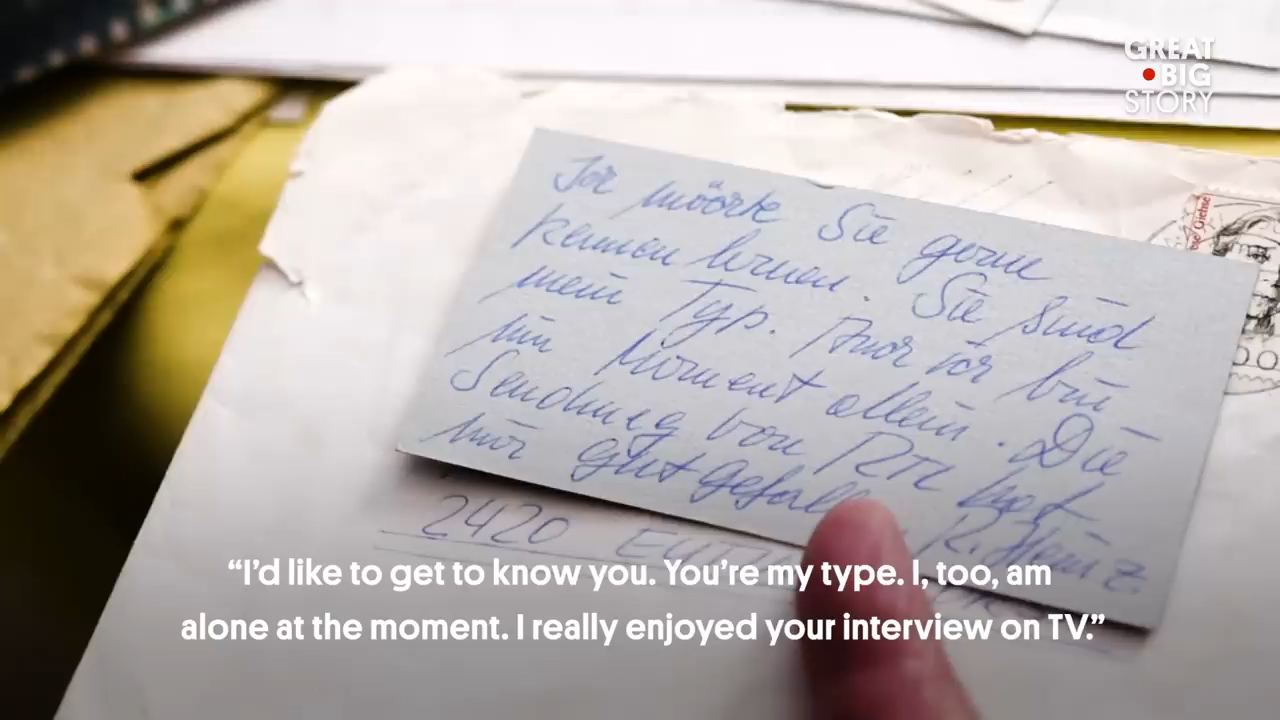 GREAT
BIG
STORY
Ich möchte Sie gerne
kennen lernen. Sie sind
mein Typ. Auch ich bin
im Moment allein. Die
Sendung von RTL hat
mir gut gefallen
K. Heinz
2420
“I’d like to get to know you. You’re my type. I, too, am
alone at the moment. I really enjoyed your interview on TV.”